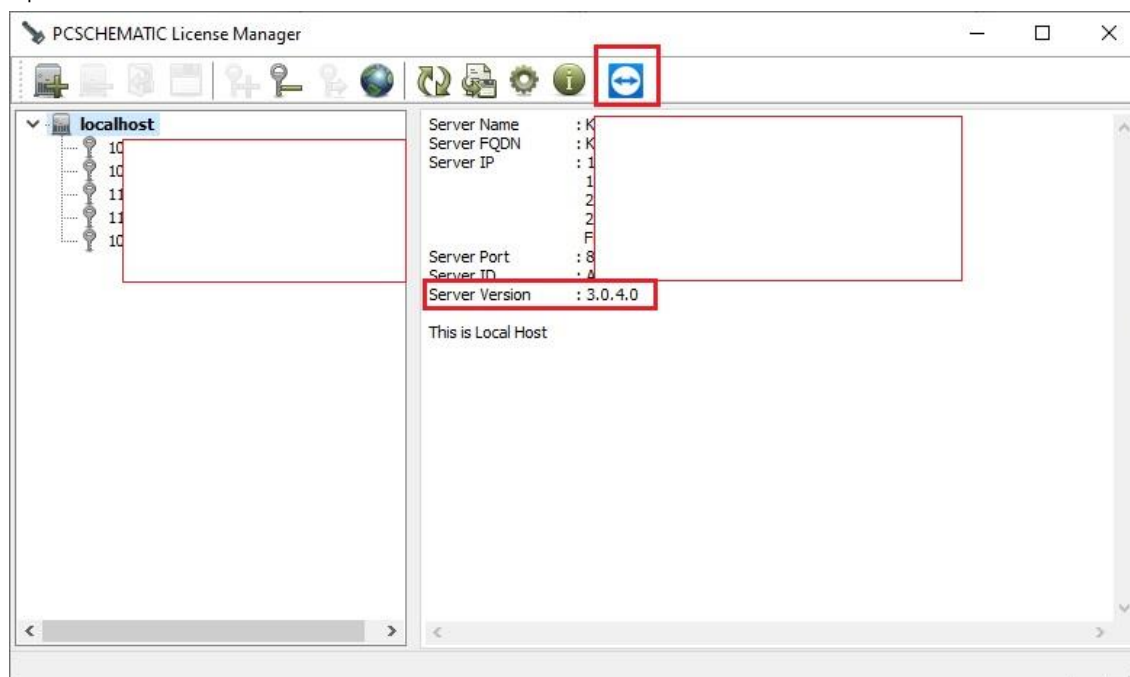 PCSCHEMATIC License Manager
localhost
10
10
11
11
10
Server Name : K
Server FQDN : K
Server IP : 1
1
2
2
F
Server Port : 8
Server ID : A
Server Version : 3.0.4.0
This is Local Host